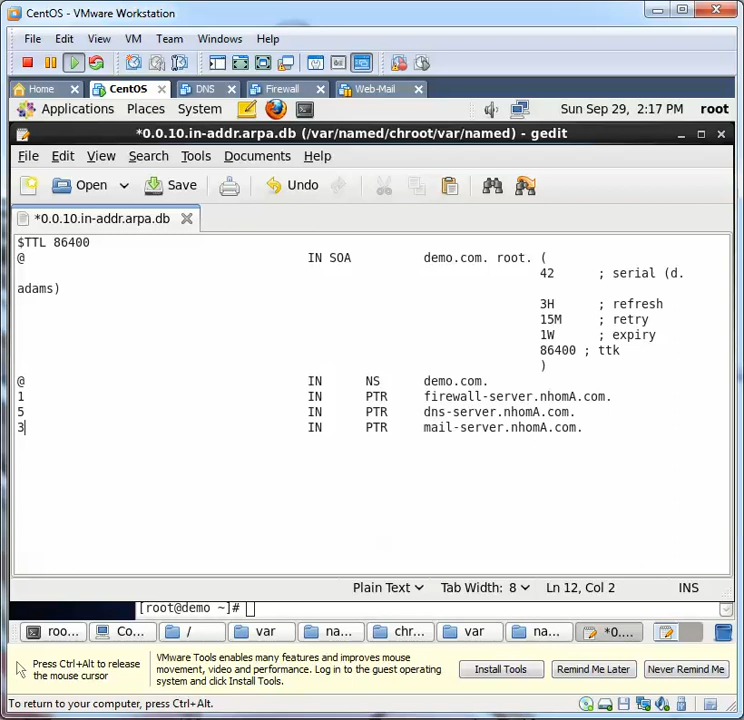 CentOS - VMware Workstation
File Edit View VM Team Windows Help
Home CentOS DNS Firewall Web-Mail
Applications Places System Sun Sep 29, 2:17 PM root
*0.0.10.in-addr.arpa.db (/var/named/chroot/var/named) - gedit
File Edit View Search Tools Documents Help
Open Save Undo
*0.0.10.in-addr.arpa.db
$TTL 86400
@ IN SOA demo.com. root. (
42 ; serial (d.
adams)
3H ; refresh
15M ; retry
1W ; expiry
86400 ; ttk
)
@ IN NS demo.com.
1 IN PTR firewall-server.nhomA.com.
5 IN PTR dns-server.nhomA.com.
3 IN PTR mail-server.nhomA.com.
Plain Text Tab Width: 8 Ln 12, Col 2 INS
[root@demo ~]#
roo... Co... / var na... chr... var na... *0....
Press Ctrl+Alt to release
the mouse cursor
VMware Tools enables many features and improves mouse
movement, video and performance. Log in to the guest operating
system and click Install Tools.
Install Tools Remind Me Later Never Remind Me
To return to your computer, press Ctrl+Alt.